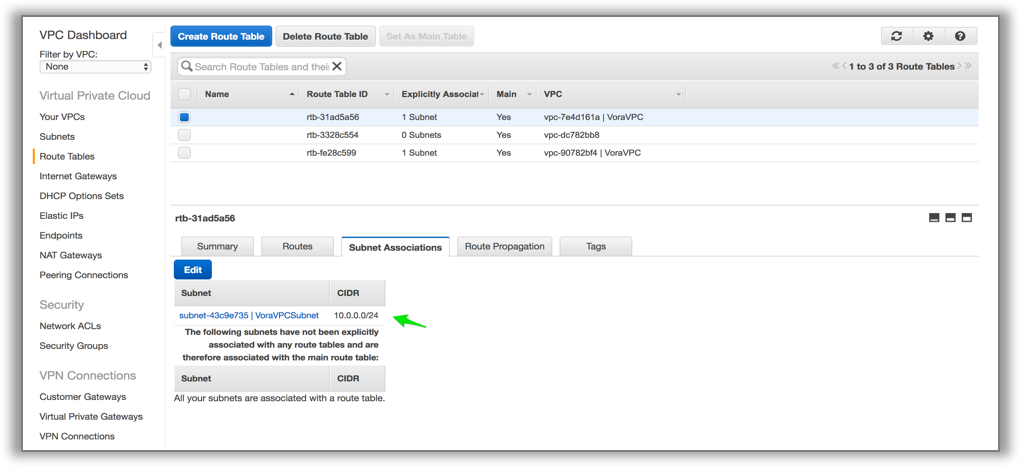 VPC Dashboard
Filter by VPC:
None
Virtual Private Cloud
Your VPCs
Subnets
Route Tables
Internet Gateways
DHCP Options Sets
Elastic IPs
Endpoints
NAT Gateways
Peering Connections
Security
Network ACLs
Security Groups
VPN Connections
Customer Gateways
Virtual Private Gateways
VPN Connections
Create Route Table Delete Route Table Set As Main Table
Search Route Tables and thei
1 to 3 of 3 Route Tables
Name Route Table ID Explicitly Associat Main VPC
rtb-31ad5a56 1 Subnet Yes vpc-7e4d161a | VoraVPC
rtb-3328c554 0 Subnets Yes vpc-dc782bb8
rtb-fe28c599 1 Subnet Yes vpc-90782bf4 | VoraVPC
rtb-31ad5a56
Summary Routes Subnet Associations Route Propagation Tags
Edit
Subnet CIDR
subnet-43c9e735 | VoraVPCSubnet 10.0.0.0/24
The following subnets have not been explicitly
associated with any route tables and are
therefore associated with the main route table:
Subnet CIDR
All your subnets are associated with a route table.